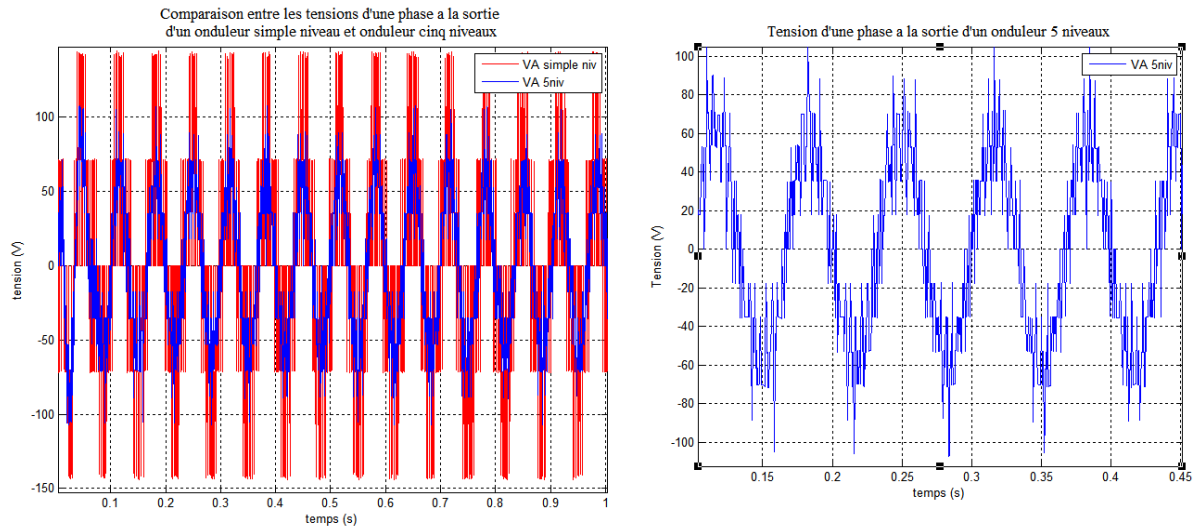 Comparaison entre les tensions d'une phase a la sortie
d'un onduleur simple niveau et onduleur cinq niveaux
VA simple niv
VA 5niv
100
50
0
-50
-100
-150
tension (V)
0.1 0.2 0.3 0.4 0.5 0.6 0.7 0.8 0.9 1
temps (s)
Tension d'une phase a la sortie d'un onduleur 5 niveaux
VA 5niv
100
80
60
40
20
0
-20
-40
-60
-80
-100
Tension (V)
0.15 0.2 0.25 0.3 0.35 0.4 0.45
temps (s)